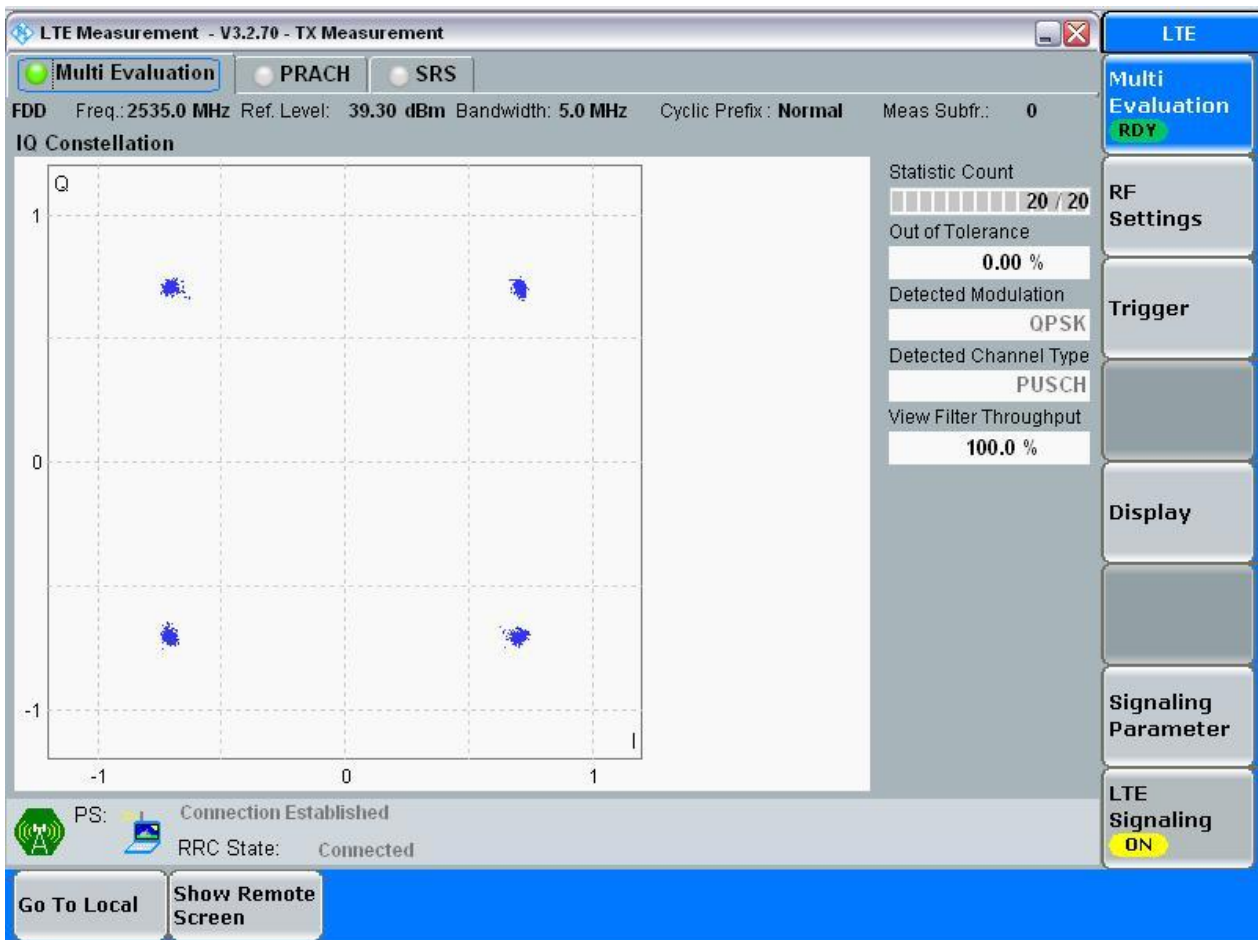 LTE Measurement - V3.2.70 - TX Measurement
LTE
Multi Evaluation PRACH SRS
FDD Freq.: 2535.0 MHz Ref. Level: 39.30 dBm Bandwidth: 5.0 MHz Cyclic Prefix : Normal Meas Subfr.: 0
IQ Constellation
Q
1
0
-1
I
-1 0 1
Statistic Count
20 / 20
Out of Tolerance
0.00 %
Detected Modulation
QPSK
Detected Channel Type
PUSCH
View Filter Throughput
100.0 %
Multi
Evaluation
RDY
RF
Settings
Trigger
Display
Signaling
Parameter
LTE
Signaling
ON
PS: Connection Established
RRC State: Connected
Go To Local
Show Remote
Screen